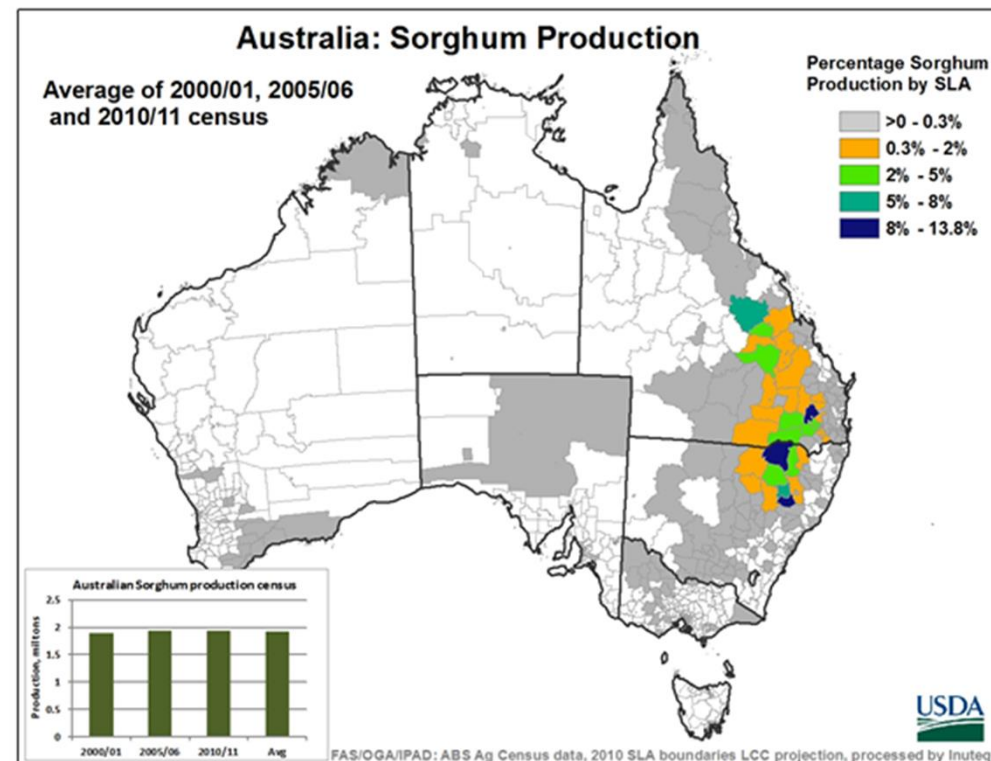 Australia: Sorghum Production
Average of 2000/01, 2005/06
and 2010/11 census
Percentage Sorghum
Production by SLA
>0 - 0.3%
0.3% - 2%
2% - 5%
5% - 8%
8% - 13.8%
Australian Sorghum production census
Production, miltons
2.5
2
1.5
1
0.5
0
2000/01 2005/06 2010/11 Avg
USDA
FAS/OGA/IPAD: ABS Ag Census data, 2010 SLA boundaries LCC projection, processed by Inuteq